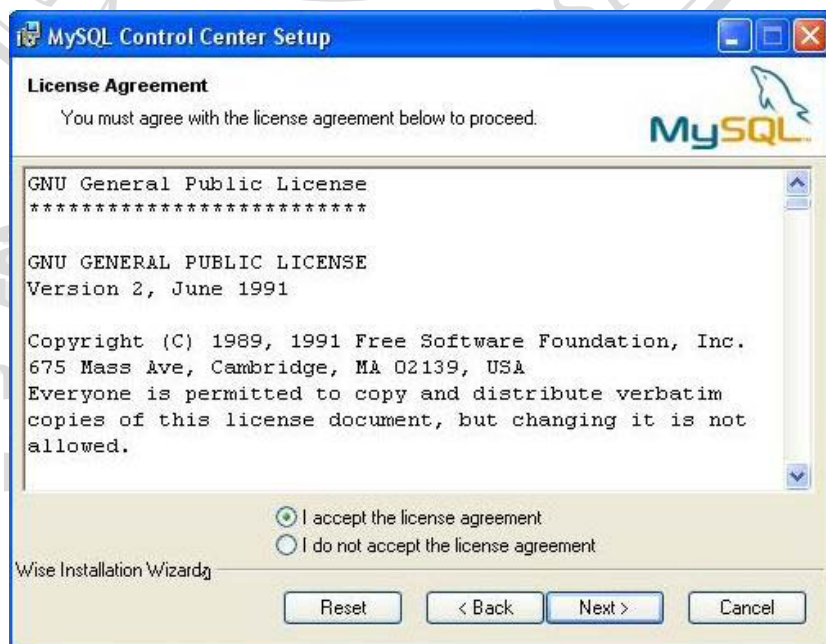 MySQL Control Center Setup
License Agreement
You must agree with the license agreement below to proceed.
MySQL
GNU General Public License
**************************
GNU GENERAL PUBLIC LICENSE
Version 2, June 1991
Copyright (C) 1989, 1991 Free Software Foundation, Inc.
675 Mass Ave, Cambridge, MA 02139, USA
Everyone is permitted to copy and distribute verbatim
copies of this license document, but changing it is not
allowed.
I accept the license agreement
I do not accept the license agreement
Wise Installation Wizard
Reset
< Back
Next >
Cancel